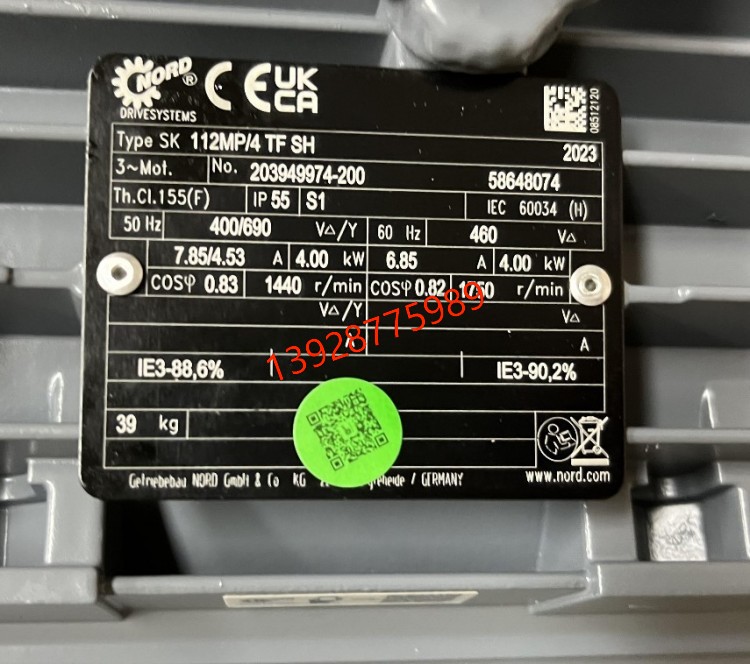 NORD ®
DRIVESYSTEMS
CE UK CA
08512120
Type SK 112MP/4 TF SH 2023
3~Mot. No. 203949974-200 58648074
Th.Cl.155(F) IP 55 S1 IEC 60034 (H)
50 Hz 400/690 V△/Y 60 Hz 460 V△
7.85/4.53 A 4.00 kW 6.85 A 4.00 kW
COSφ 0.83 1440 r/min COSφ 0.82 1750 r/min
V△/Y V△
A A
13928775989
IE3-88,6% IE3-90,2%
39 kg
Getriebebau NORD GmbH & Co KG / GERMANY
www.nord.com